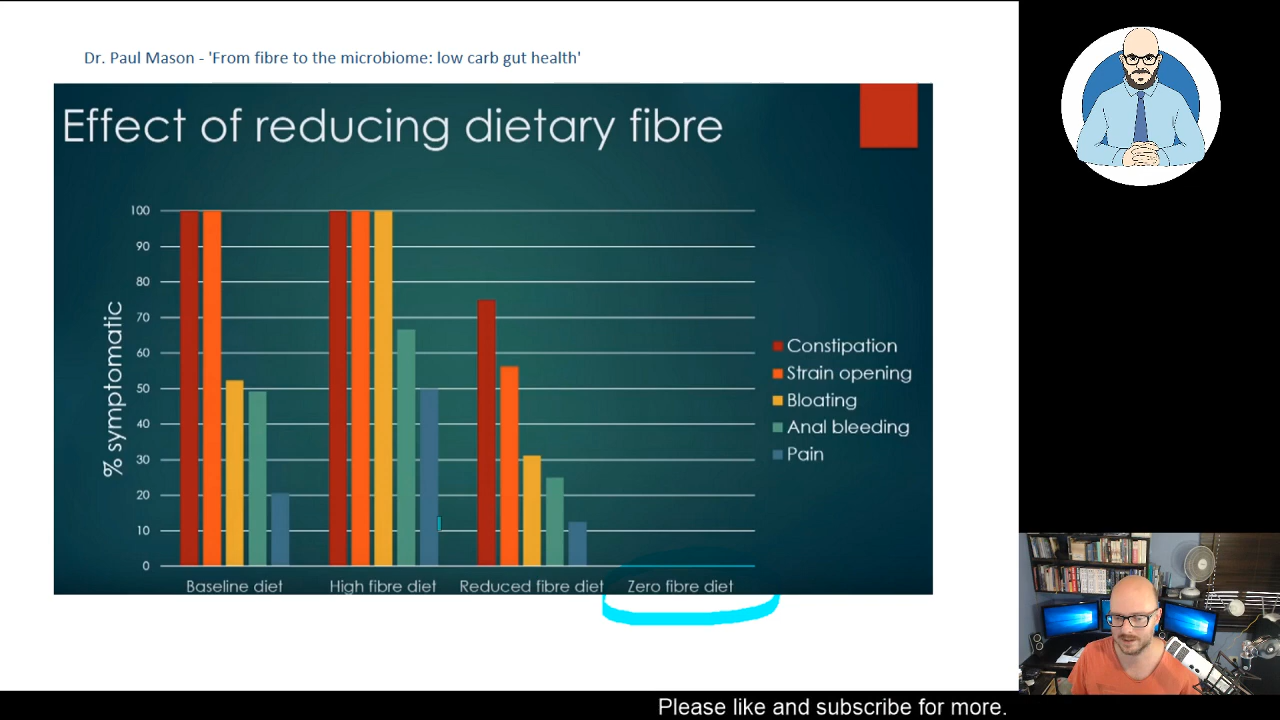 Dr. Paul Mason - 'From fibre to the microbiome: low carb gut health'
Effect of reducing dietary fibre
100
90
80
70
60
50
40
30
20
10
0
% symptomatic
Baseline diet
High fibre diet
Reduced fibre diet
Zero fibre diet
Constipation
Strain opening
Bloating
Anal bleeding
Pain
Please like and subscribe for more.